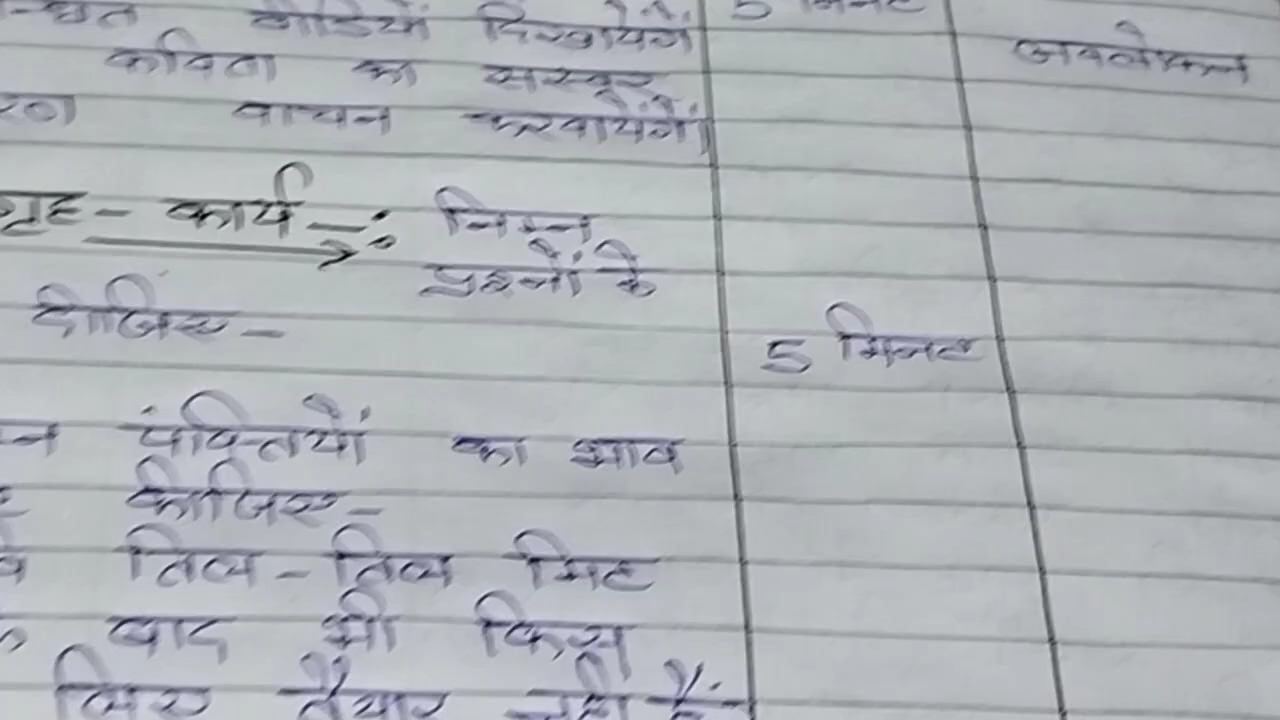 वीडियो दिखायेंगे 5 मिनट
कविता का सस्वर अवलोकन
वाचन करवायेंगें।
गृह - कार्य -: निम्न
प्रश्नों के
दीजिए -
5 मिनट
पंक्तियों का भाव
कीजिए -
तिल - तिल मिट
बाद भी किस
लिए तैयार नही हैं-